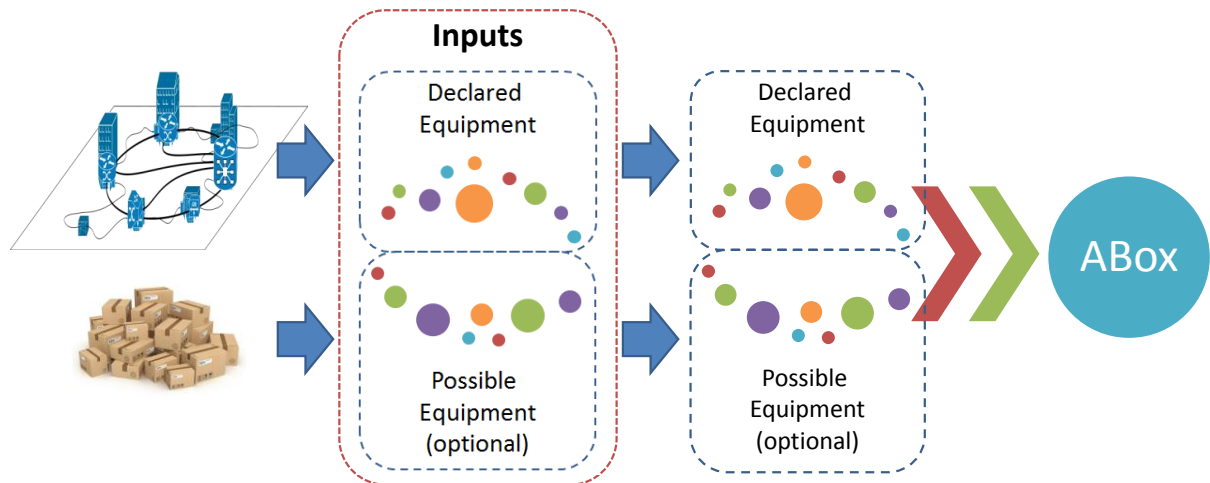 Inputs
Declared
Equipment
Possible
Equipment
(optional)
Declared
Equipment
Possible
Equipment
(optional)
ABox